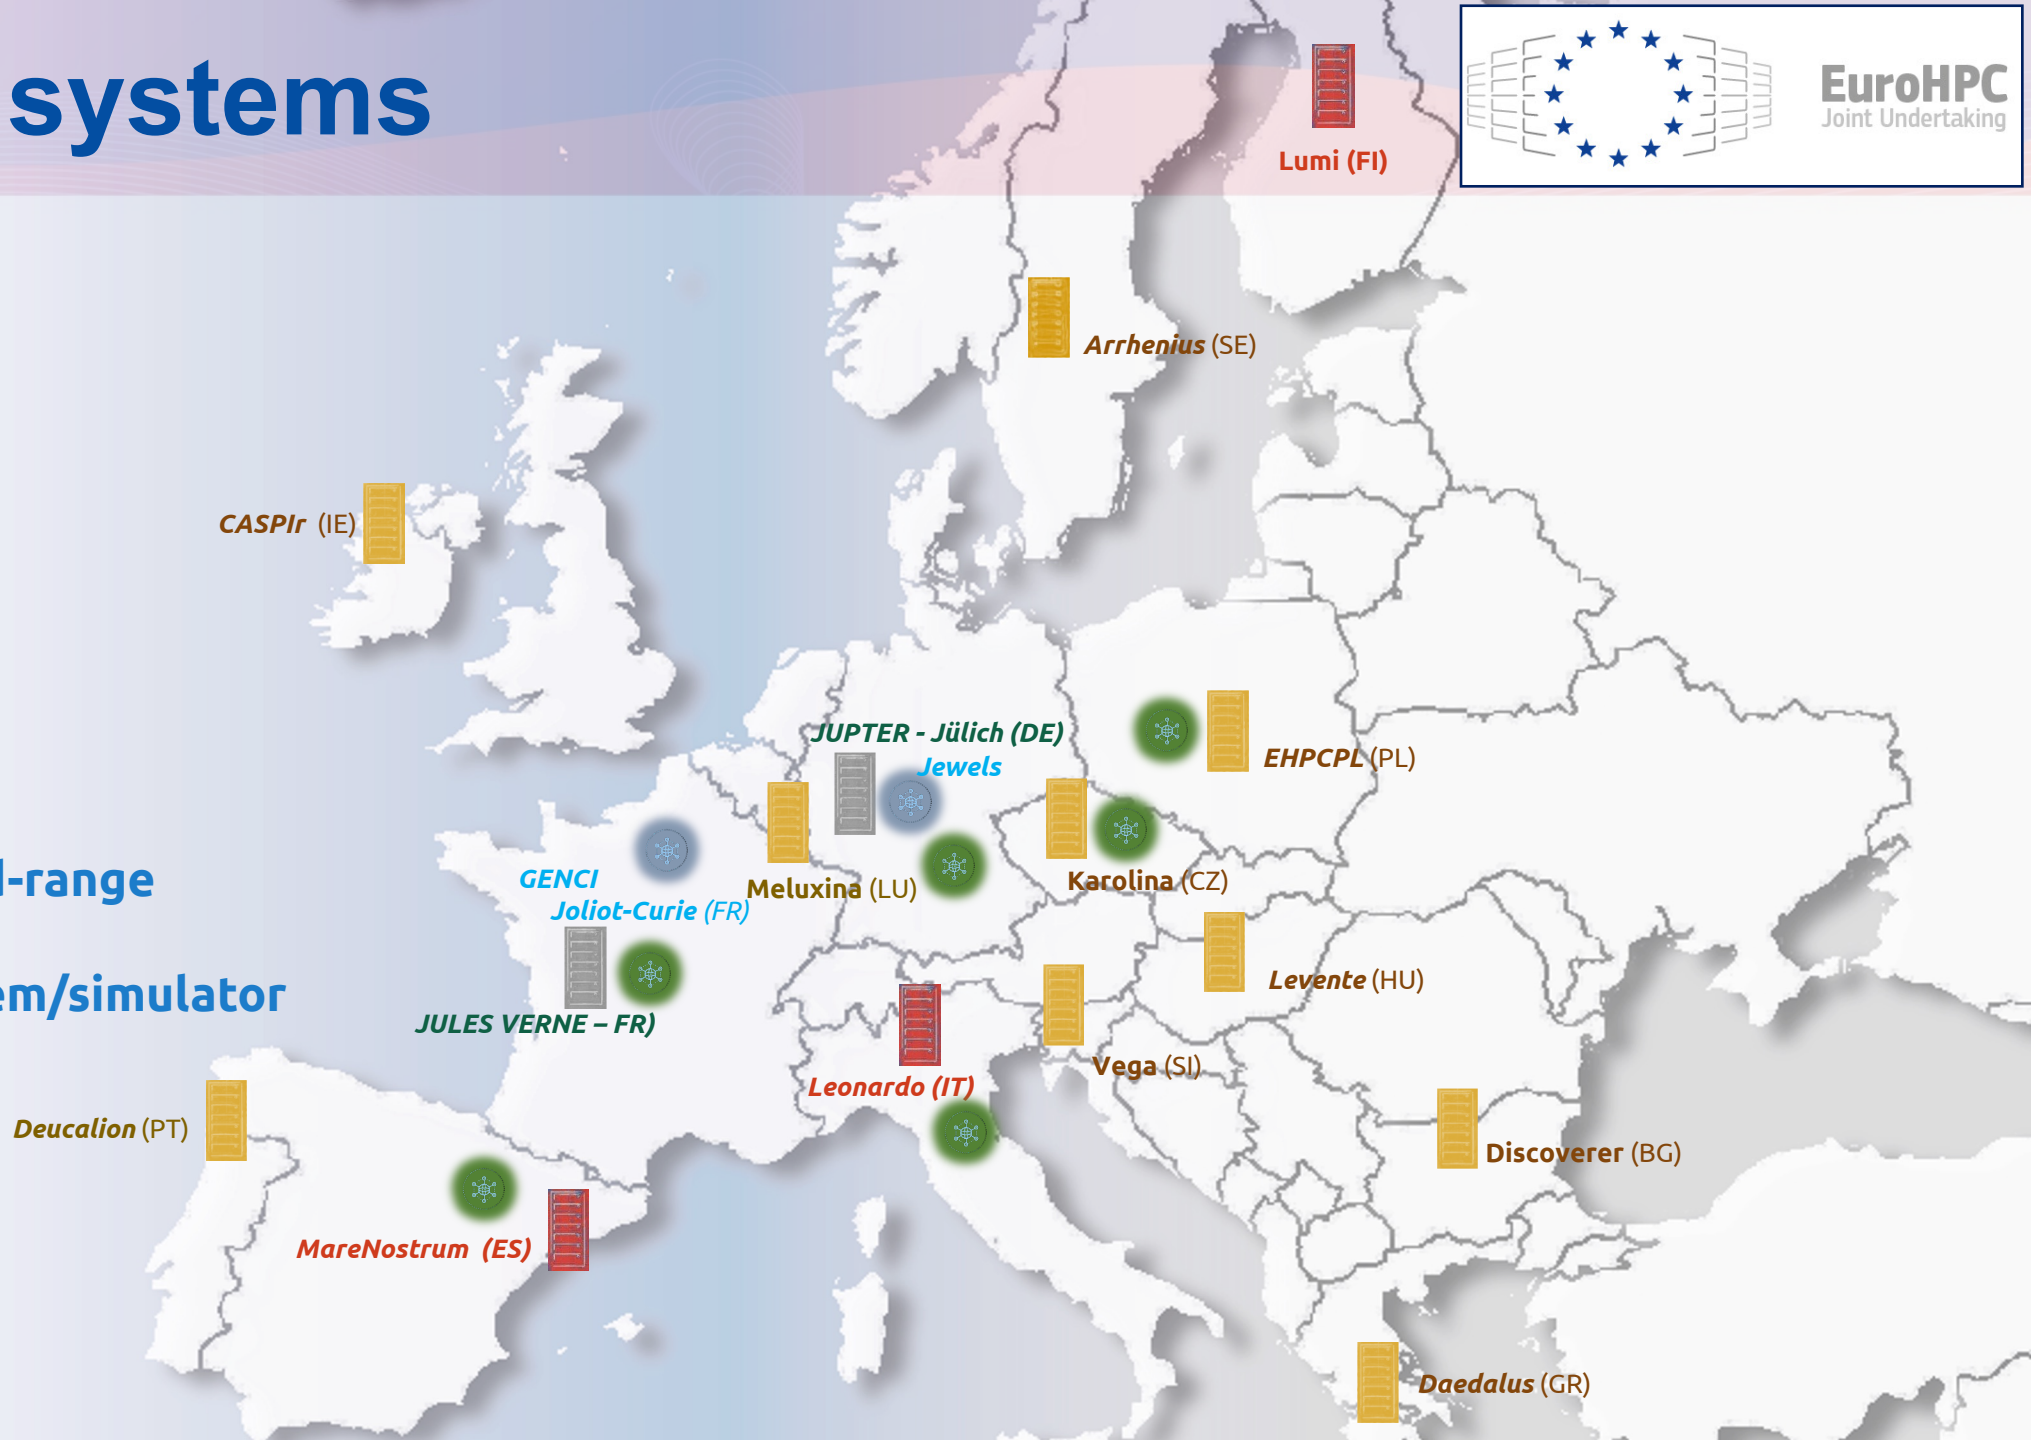 systems
EuroHPC
Joint Undertaking
Lumi (FI)
Arrhenius (SE)
CASPIr (IE)
JUPTER - Jülich (DE)
Jewels
EHPCPL (PL)
-range
GENCI
Meluxina (LU)
Karolina (CZ)
Joliot-Curie (FR)
Levente (HU)
em/simulator
JULES VERNE – FR)
Vega (SI)
Leonardo (IT)
Deucalion (PT)
Discoverer (BG)
MareNostrum (ES)
Daedalus (GR)